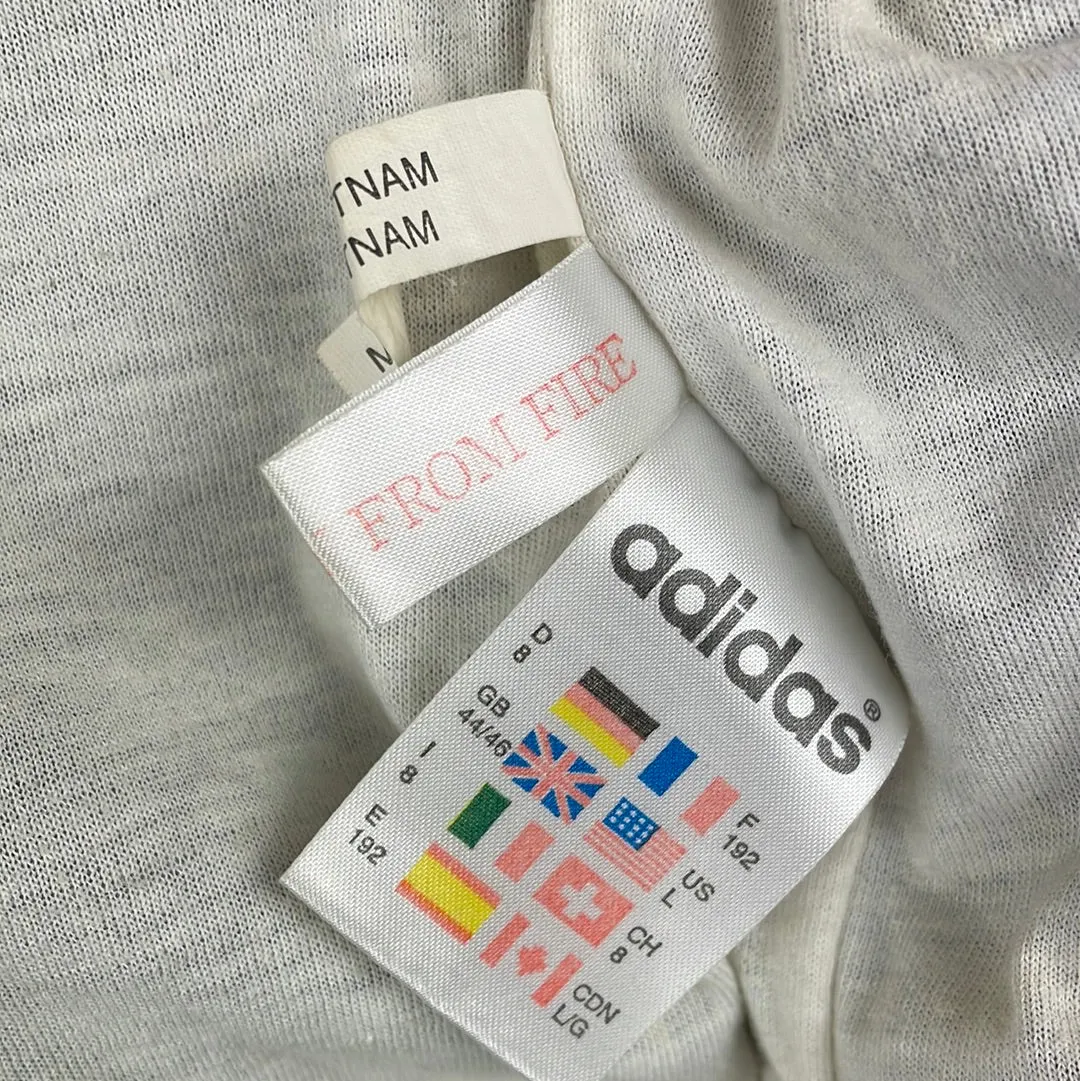 TNAM
TNAM
M
FROM FIRE
adidas®
D
8
GB
44/46
I
8
E
192
F
192
US
L
CH
8
CDN
L/G